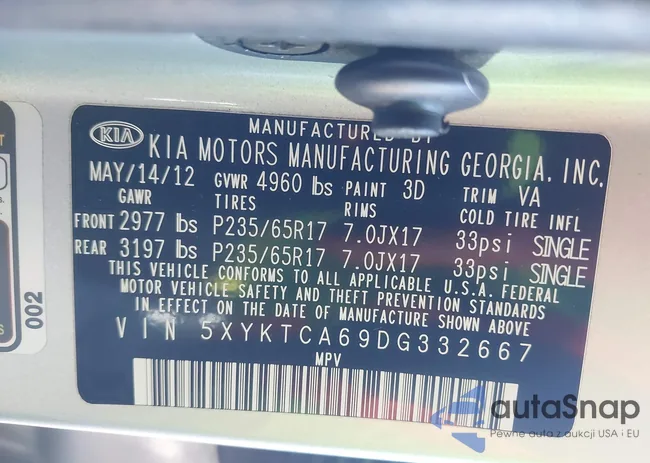 MANUFACTURED BY
KIA KIA MOTORS MANUFACTURING GEORGIA, INC.
MAY/14/12 GVWR 4960 lbs PAINT 3D TRIM VA
GAWR TIRES RIMS COLD TIRE INFL
FRONT 2977 lbs P235/65R17 7.0JX17 33psi SINGLE
REAR 3197 lbs P235/65R17 7.0JX17 33psi SINGLE
THIS VEHICLE CONFORMS TO ALL APPLICABLE U.S.A. FEDERAL
MOTOR VEHICLE SAFETY AND THEFT PREVENTION STANDARDS
IN EFFECT ON THE DATE OF MANUFACTURE SHOWN ABOVE
VIN 5XYKTCA69DG332667
MPV
002
autaSnap
Pewne auta z aukcji USA i EU